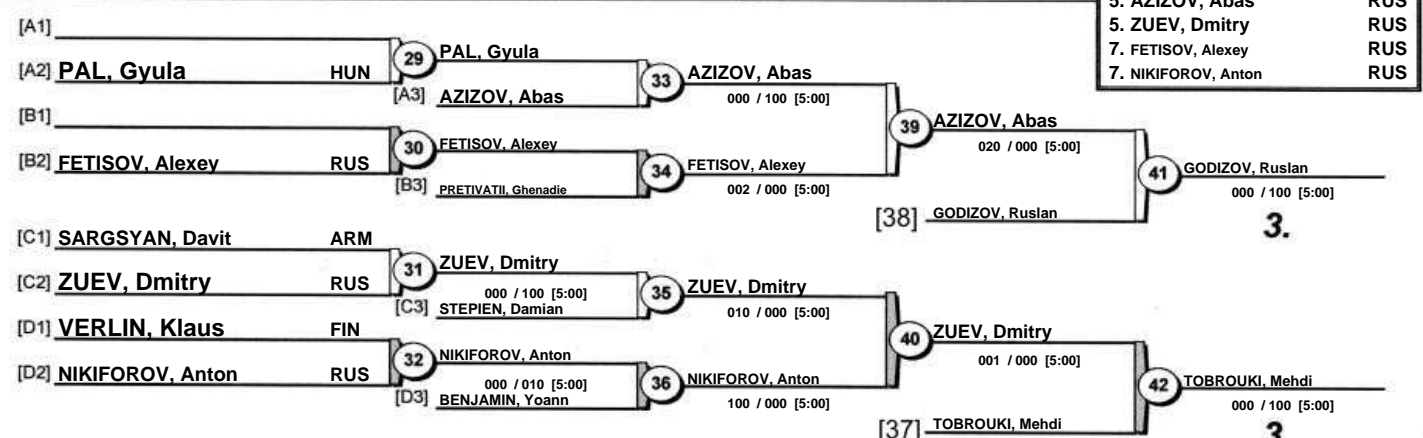 5. AZIZOV, Abas RUS
5. ZUEV, Dmitry RUS
7. FETISOV, Alexey RUS
7. NIKIFOROV, Anton RUS
[A1]
29 PAL, Gyula
[A2] PAL, Gyula HUN
33 AZIZOV, Abas
[A3] AZIZOV, Abas
000 / 100 [5:00]
[B1]
39 AZIZOV, Abas
30 FETISOV, Alexey
020 / 000 [5:00]
[B2] FETISOV, Alexey RUS
34 FETISOV, Alexey
41 GODIZOV, Ruslan
[B3] PRETIVATII, Ghenadie
002 / 000 [5:00]
000 / 100 [5:00]
[38] GODIZOV, Ruslan
3.
[C1] SARGSYAN, Davit ARM
31 ZUEV, Dmitry
[C2] ZUEV, Dmitry RUS
000 / 100 [5:00]
35 ZUEV, Dmitry
[C3] STEPIEN, Damian
010 / 000 [5:00]
[D1] VERLIN, Klaus FIN
40 ZUEV, Dmitry
32 NIKIFOROV, Anton
001 / 000 [5:00]
[D2] NIKIFOROV, Anton RUS
000 / 010 [5:00]
36 NIKIFOROV, Anton
42 TOBROUKI, Mehdi
[D3] BENJAMIN, Yoann
100 / 000 [5:00]
000 / 100 [5:00]
[37] TOBROUKI, Mehdi
3